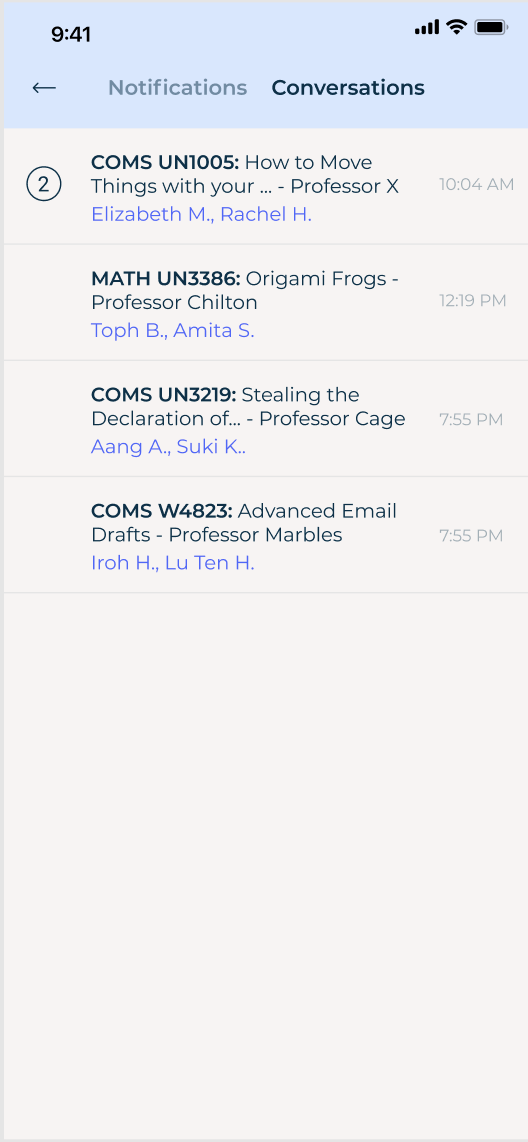 9:41
Notifications Conversations
COMS UN1005: How to Move
2 Things with your ... - Professor X 10:04 AM
Elizabeth M., Rachel H.
MATH UN3386: Origami Frogs -
Professor Chilton 12:19 PM
Toph B., Amita S.
COMS UN3219: Stealing the
Declaration of... - Professor Cage 7:55 PM
Aang A., Suki K..
COMS W4823: Advanced Email
Drafts - Professor Marbles 7:55 PM
Iroh H., Lu Ten H.